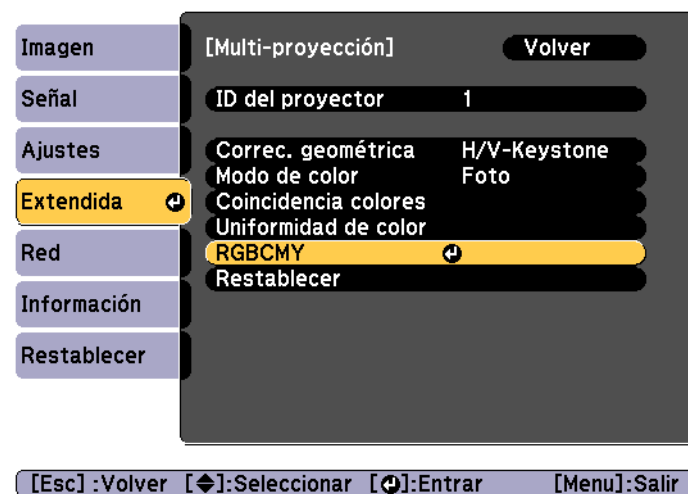 Imagen
Señal
Ajustes
Extendida
Red
Información
Restablecer
[Multi-proyección] Volver
ID del proyector 1
Correc. geométrica H/V-Keystone
Modo de color Foto
Coincidencia colores
Uniformidad de color
RGBCMY
Restablecer
[Esc] :Volver [◆]:Seleccionar [↵]:Entrar [Menu]:Salir